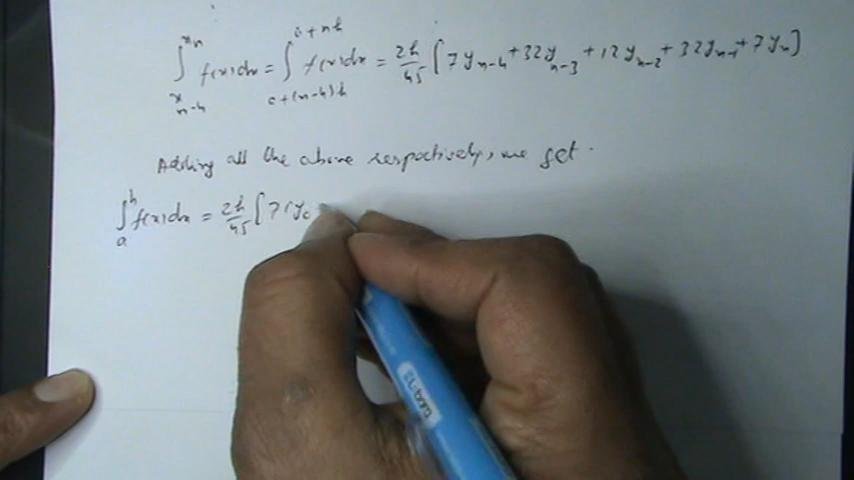 ∫_{x_{n-4}}^{x_n} f(x)dx = ∫_{a+(n-4)h}^{a+nh} f(x)dx = 2h/45 [7y_{n-4} + 32y_{n-3} + 12y_{n-2} + 32y_{n-1} + 7y_n]
Adding all the above respectively, we get.
∫_a^b f(x)dx = 2h/45 [7(y_0